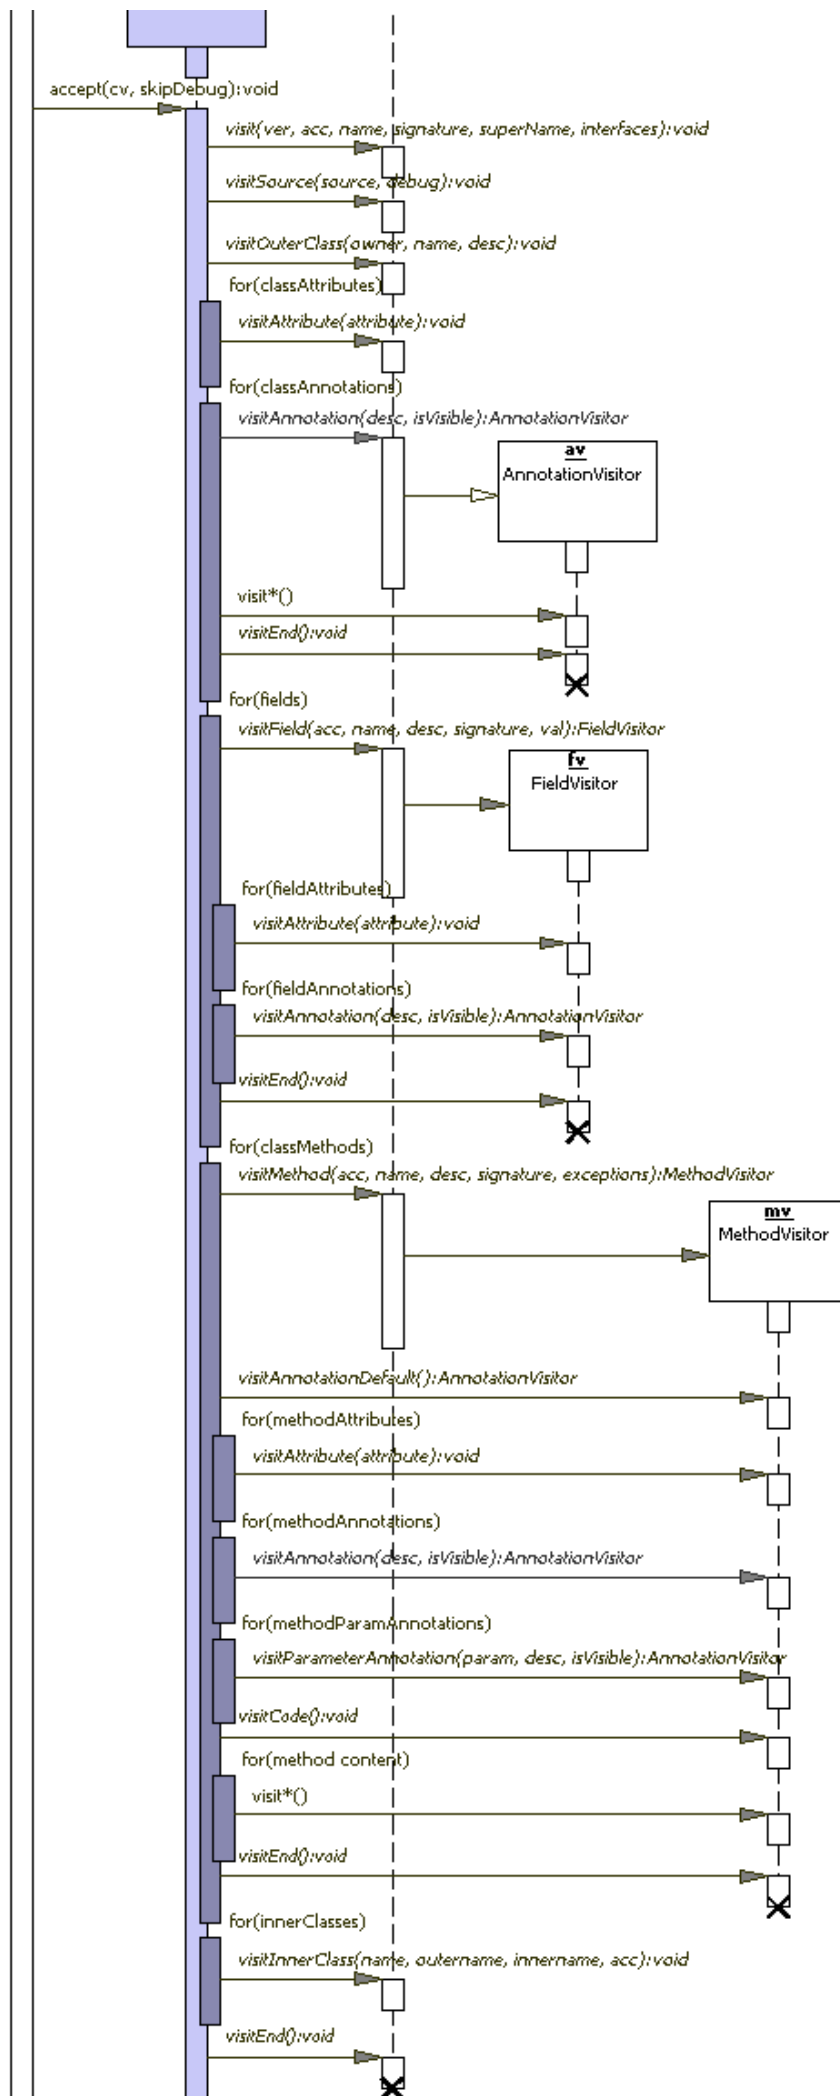 accept(cv, skipDebug):void
visit(ver, acc, name, signature, superName, interfaces):void
visitSource(source, debug):void
visitOuterClass(owner, name, desc):void
for(classAttributes)
visitAttribute(attribute):void
for(classAnnotations)
visitAnnotation(desc, isVisible):AnnotationVisitor
av
AnnotationVisitor
visit*()
visitEnd():void
for(fields)
visitField(acc, name, desc, signature, val):FieldVisitor
fv
FieldVisitor
for(fieldAttributes)
visitAttribute(attribute):void
for(fieldAnnotations)
visitAnnotation(desc, isVisible):AnnotationVisitor
visitEnd():void
for(classMethods)
visitMethod(acc, name, desc, signature, exceptions):MethodVisitor
mv
MethodVisitor
visitAnnotationDefault():AnnotationVisitor
for(methodAttributes)
visitAttribute(attribute):void
for(methodAnnotations)
visitAnnotation(desc, isVisible):AnnotationVisitor
for(methodParamAnnotations)
visitParameterAnnotation(param, desc, isVisible):AnnotationVisitor
visitCode():void
for(method content)
visit*()
visitEnd():void
for(innerClasses)
visitInnerClass(name, outername, innername, acc):void
visitEnd():void